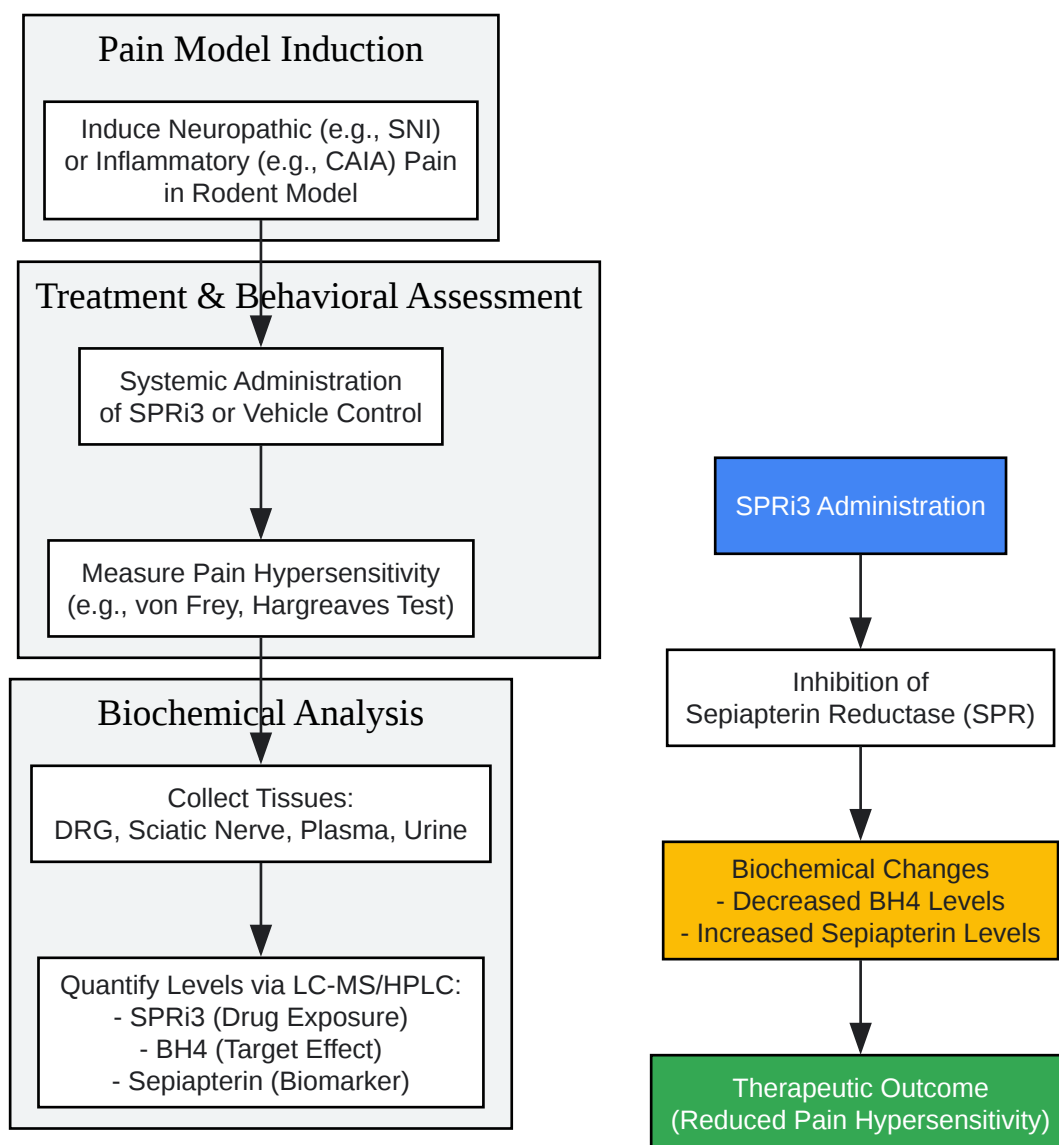 Pain Model Induction
Induce Neuropathic (e.g., SNI)
or Inflammatory (e.g., CAIA) Pain
in Rodent Model
Treatment & Behavioral Assessment
Systemic Administration
of SPRi3 or Vehicle Control
Measure Pain Hypersensitivity
(e.g., von Frey, Hargreaves Test)
Biochemical Analysis
Collect Tissues:
DRG, Sciatic Nerve, Plasma, Urine
Quantify Levels via LC-MS/HPLC:
- SPRi3 (Drug Exposure)
- BH4 (Target Effect)
- Sepiapterin (Biomarker)
SPRi3 Administration
Inhibition of
Sepiapterin Reductase (SPR)
Biochemical Changes
- Decreased BH4 Levels
- Increased Sepiapterin Levels
Therapeutic Outcome
(Reduced Pain Hypersensitivity)